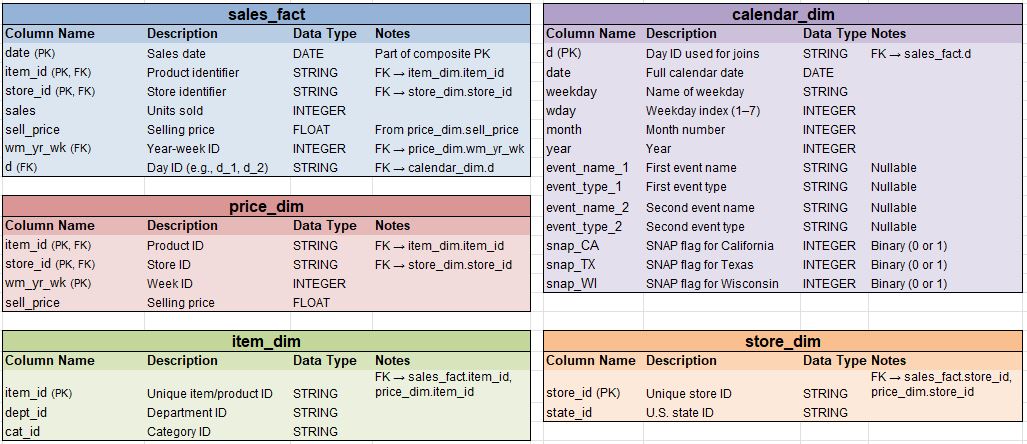 sales_fact
Column Name Description Data Type Notes
date (PK) Sales date DATE Part of composite PK
item_id (PK, FK) Product identifier STRING FK → item_dim.item_id
store_id (PK, FK) Store identifier STRING FK → store_dim.store_id
sales Units sold INTEGER
sell_price Selling price FLOAT From price_dim.sell_price
wm_yr_wk (FK) Year-week ID INTEGER FK → price_dim.wm_yr_wk
d (FK) Day ID (e.g., d_1, d_2) STRING FK → calendar_dim.d
price_dim
Column Name Description Data Type Notes
item_id (PK, FK) Product ID STRING FK → item_dim.item_id
store_id (PK, FK) Store ID STRING FK → store_dim.store_id
wm_yr_wk (PK) Week ID INTEGER
sell_price Selling price FLOAT
item_dim
Column Name Description Data Type Notes
FK → sales_fact.item_id,
item_id (PK) Unique item/product ID STRING price_dim.item_id
dept_id Department ID STRING
cat_id Category ID STRING
calendar_dim
Column Name Description Data Type Notes
d (PK) Day ID used for joins STRING FK → sales_fact.d
date Full calendar date DATE
weekday Name of weekday STRING
wday Weekday index (1–7) INTEGER
month Month number INTEGER
year Year INTEGER
event_name_1 First event name STRING Nullable
event_type_1 First event type STRING Nullable
event_name_2 Second event name STRING Nullable
event_type_2 Second event type STRING Nullable
snap_CA SNAP flag for California INTEGER Binary (0 or 1)
snap_TX SNAP flag for Texas INTEGER Binary (0 or 1)
snap_WI SNAP flag for Wisconsin INTEGER Binary (0 or 1)
store_dim
Column Name Description Data Type Notes
FK → sales_fact.store_id,
store_id (PK) Unique store ID STRING price_dim.store_id
state_id U.S. state ID STRING